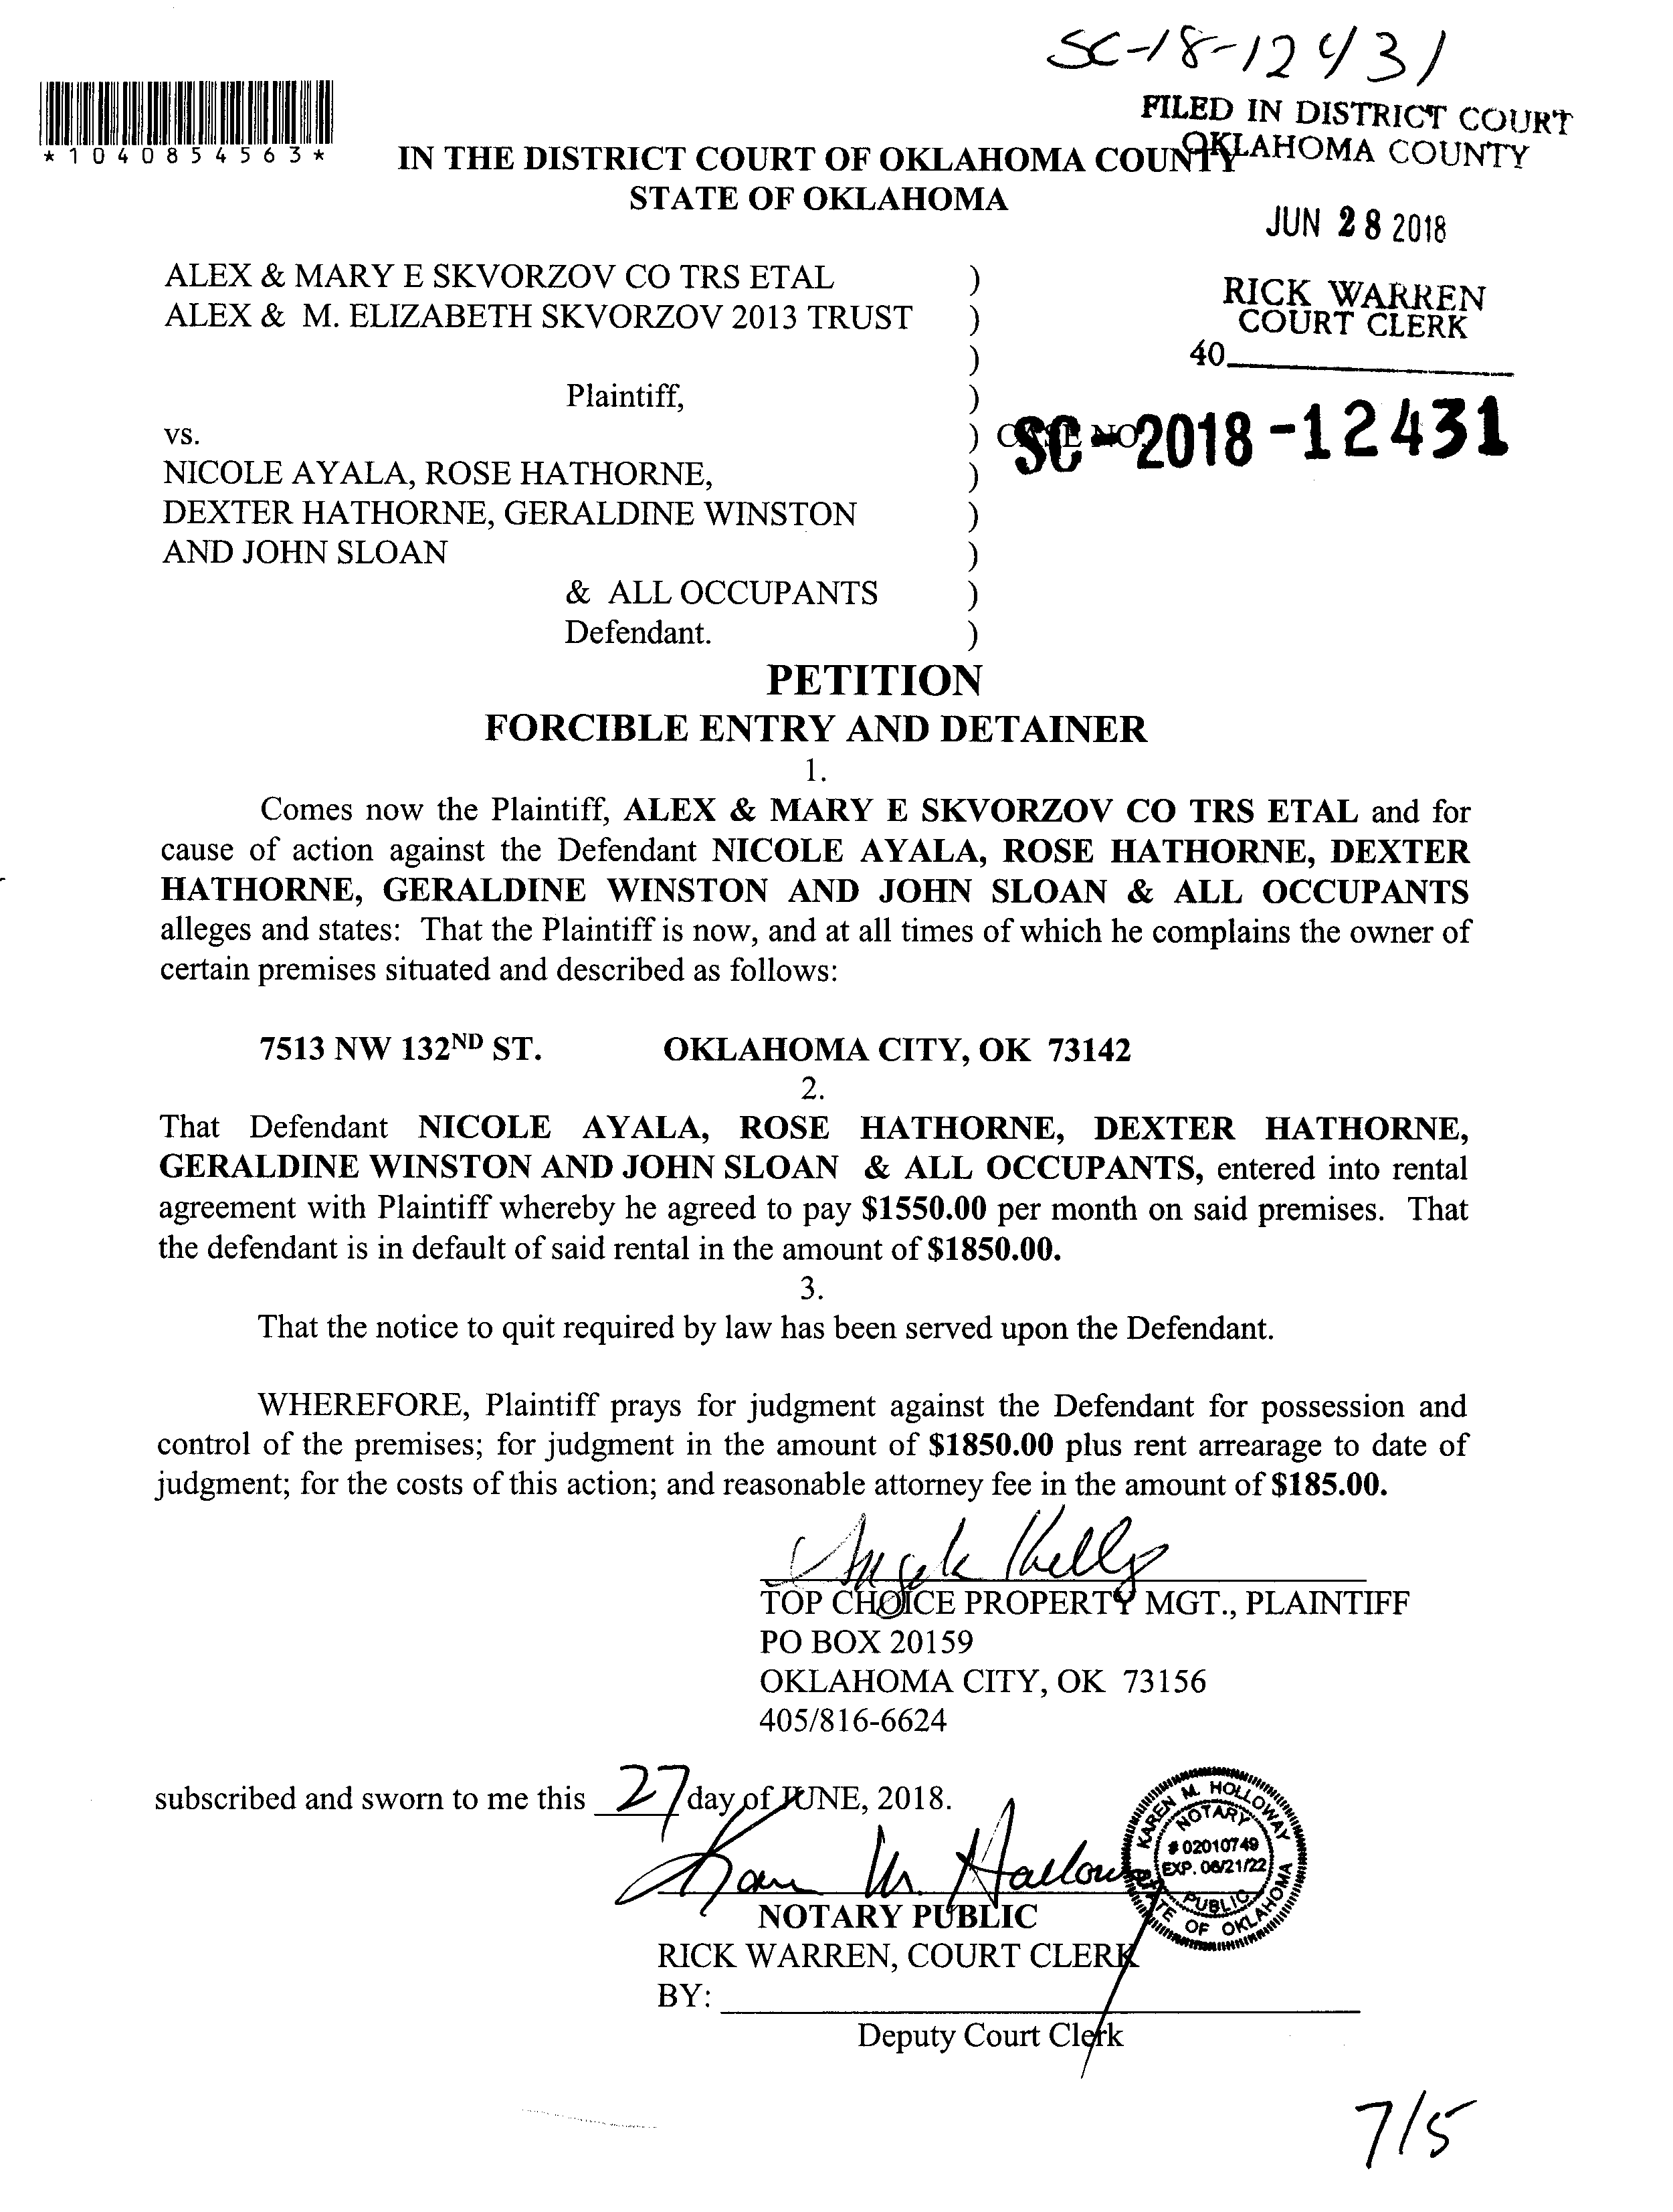 SC-18-12431
FILED IN DISTRICT COURT
OKLAHOMA COUNTY
*1040854563*
IN THE DISTRICT COURT OF OKLAHOMA COUNTY
STATE OF OKLAHOMA
JUN 28 2018
RICK WARREN
COURT CLERK
40
ALEX & MARY E SKVORZOV CO TRS ETAL )
ALEX & M. ELIZABETH SKVORZOV 2013 TRUST )
)
Plaintiff, )
vs. ) CASE NO. SC-2018-12431
NICOLE AYALA, ROSE HATHORNE, )
DEXTER HATHORNE, GERALDINE WINSTON )
AND JOHN SLOAN )
& ALL OCCUPANTS )
Defendant. )
PETITION
FORCIBLE ENTRY AND DETAINER
1.
Comes now the Plaintiff, ALEX & MARY E SKVORZOV CO TRS ETAL and for
cause of action against the Defendant NICOLE AYALA, ROSE HATHORNE, DEXTER
HATHORNE, GERALDINE WINSTON AND JOHN SLOAN & ALL OCCUPANTS
alleges and states: That the Plaintiff is now, and at all times of which he complains the owner of
certain premises situated and described as follows:
7513 NW 132ND ST. OKLAHOMA CITY, OK 73142
2.
That Defendant NICOLE AYALA, ROSE HATHORNE, DEXTER HATHORNE,
GERALDINE WINSTON AND JOHN SLOAN & ALL OCCUPANTS, entered into rental
agreement with Plaintiff whereby he agreed to pay $1550.00 per month on said premises. That
the defendant is in default of said rental in the amount of $1850.00.
3.
That the notice to quit required by law has been served upon the Defendant.
WHEREFORE, Plaintiff prays for judgment against the Defendant for possession and
control of the premises; for judgment in the amount of $1850.00 plus rent arrearage to date of
judgment; for the costs of this action; and reasonable attorney fee in the amount of $185.00.
Angela Kelly
TOP CHOICE PROPERTY MGT., PLAINTIFF
PO BOX 20159
OKLAHOMA CITY, OK 73156
405/816-6624
subscribed and sworn to me this 27 day of JUNE, 2018.
Karen M. Holloway
KAREN M. HOLLOWAY
NOTARY
# 02010749
EXP. 06/21/22
PUBLIC
STATE OF OKLAHOMA
NOTARY PUBLIC
RICK WARREN, COURT CLERK
BY:
Deputy Court Clerk
7/5